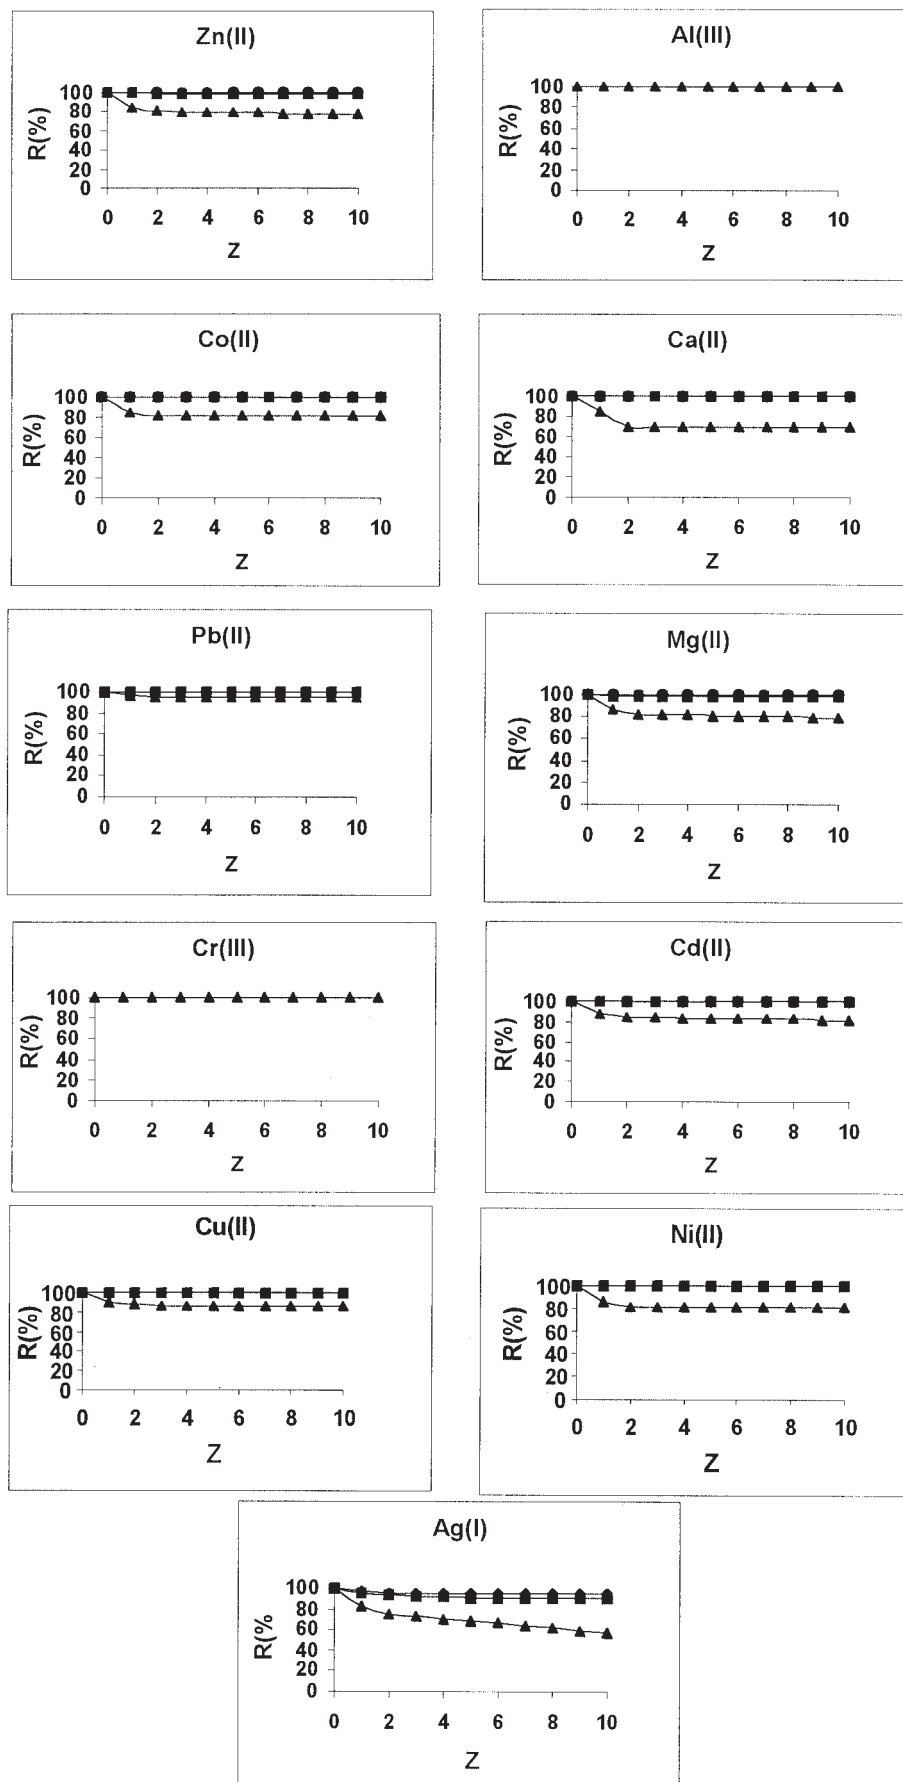 Zn(II)
R(%)
100
80
60
40
20
0
0 2 4 6 8 10
Z
Al(III)
R(%)
100
80
60
40
20
0
0 2 4 6 8 10
Z
Co(II)
R(%)
100
80
60
40
20
0
0 2 4 6 8 10
Z
Ca(II)
R(%)
100
80
60
40
20
0
0 2 4 6 8 10
Z
Pb(II)
R(%)
100
80
60
40
20
0
0 2 4 6 8 10
Z
Mg(II)
R(%)
100
80
60
40
20
0
0 2 4 6 8 10
Z
Cr(III)
R(%)
100
80
60
40
20
0
0 2 4 6 8 10
Z
Cd(II)
R(%)
100
80
60
40
20
0
0 2 4 6 8 10
Z
Cu(II)
R(%)
100
80
60
40
20
0
0 2 4 6 8 10
Z
Ni(II)
R(%)
100
80
60
40
20
0
0 2 4 6 8 10
Z
Ag(I)
R(%
100
80
60
40
20
0
0 2 4 6 8 10
Z